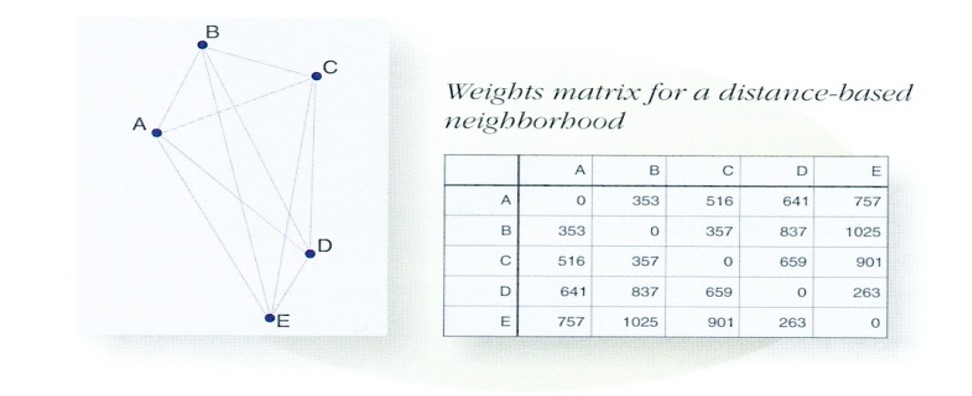 B
C
A
D
E
Weights matrix for a distance-based
neighborhood
A B C D E
A 0 353 516 641 757
B 353 0 357 837 1025
C 516 357 0 659 901
D 641 837 659 0 263
E 757 1025 901 263 0